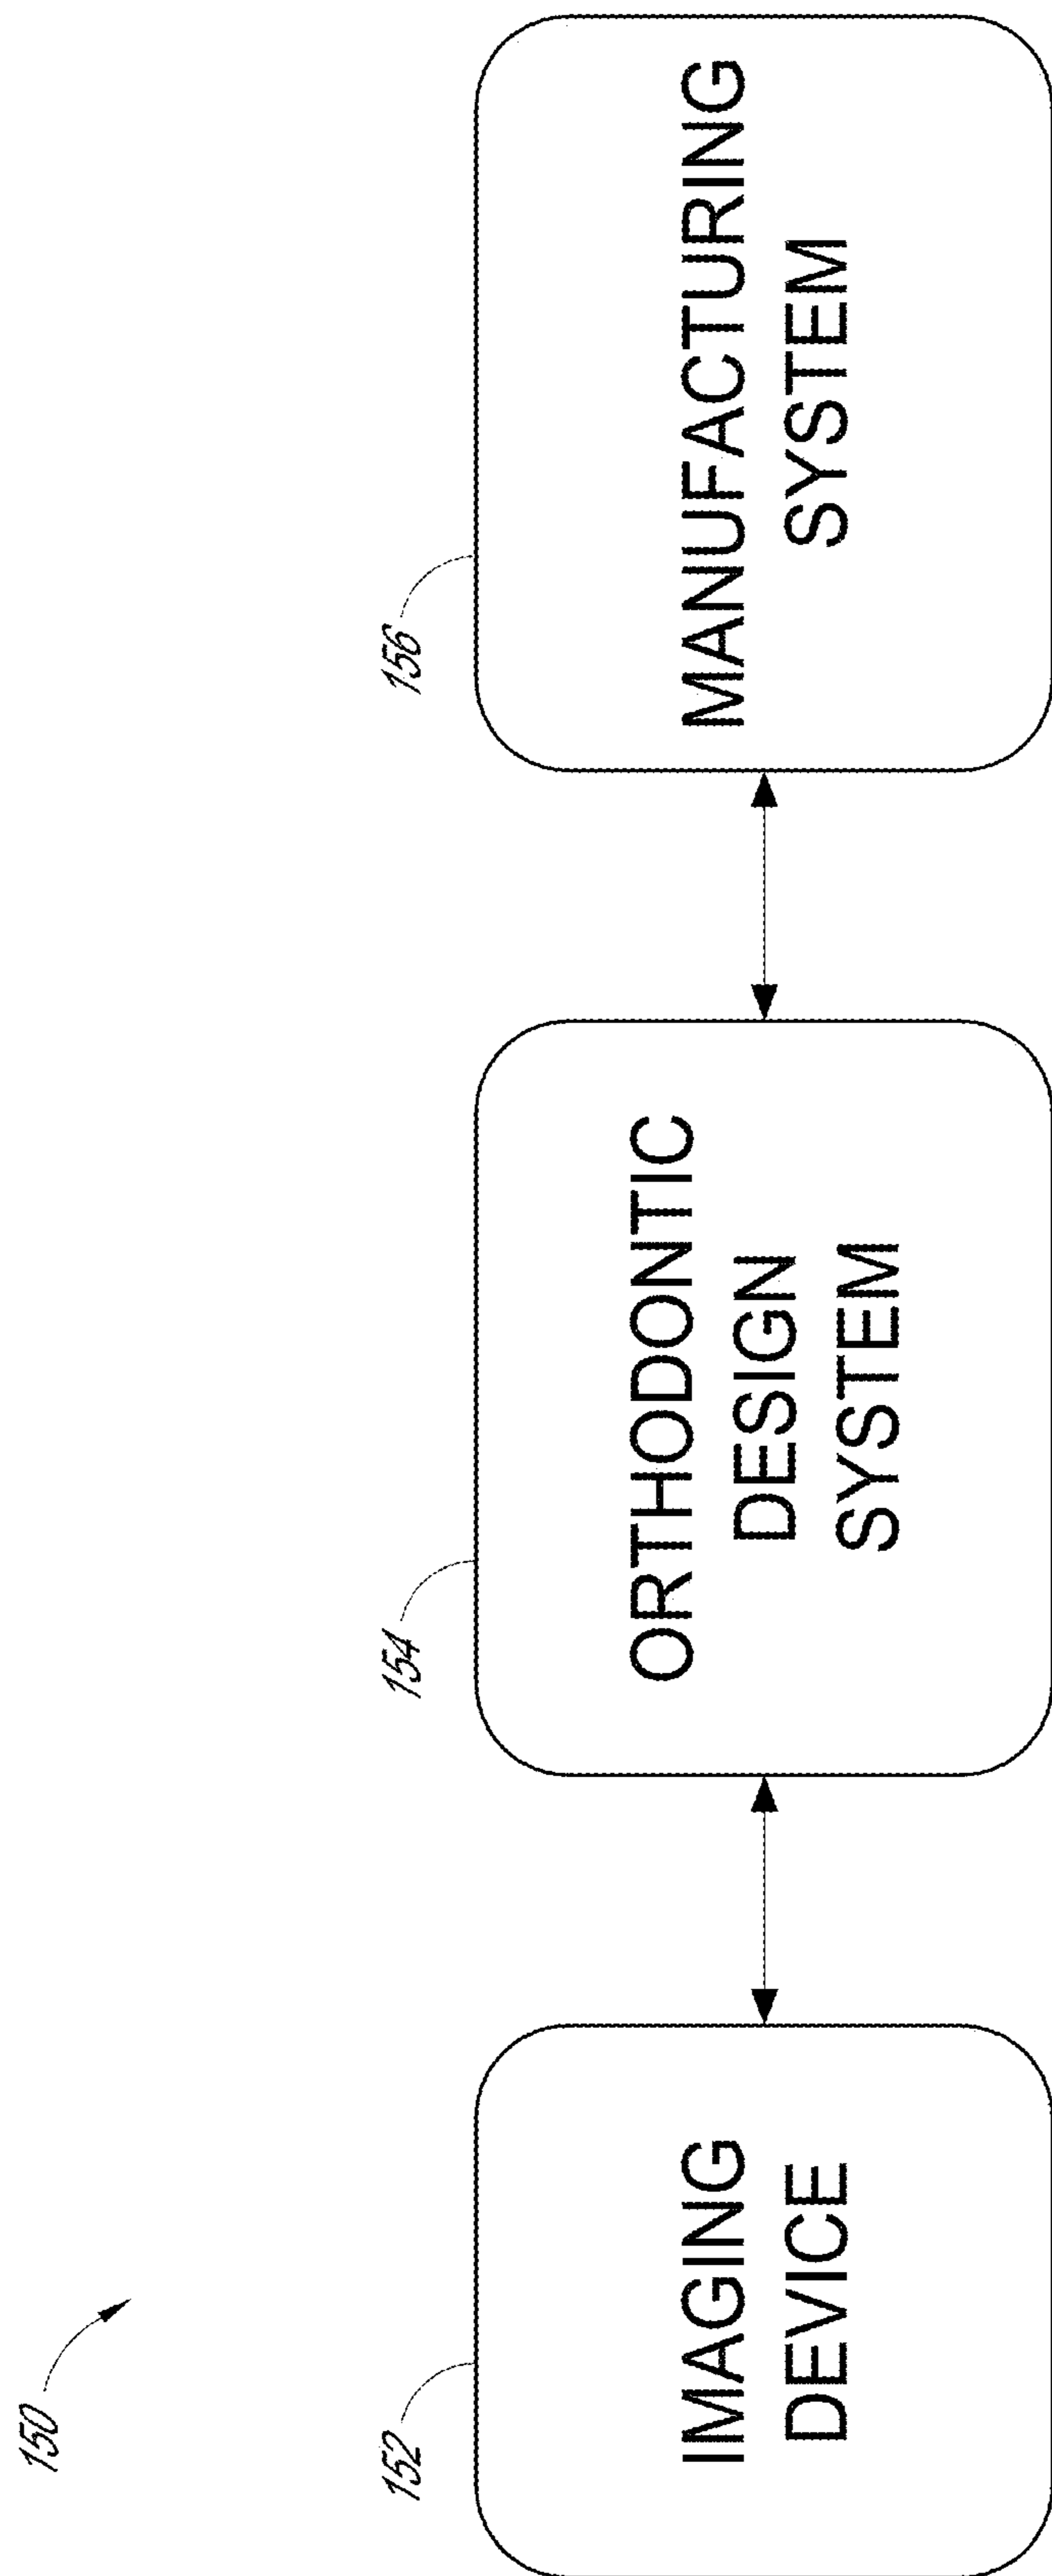 150
152
IMAGING
DEVICE
154
ORTHODONTIC
DESIGN
SYSTEM
156
MANUFACTURING
SYSTEM